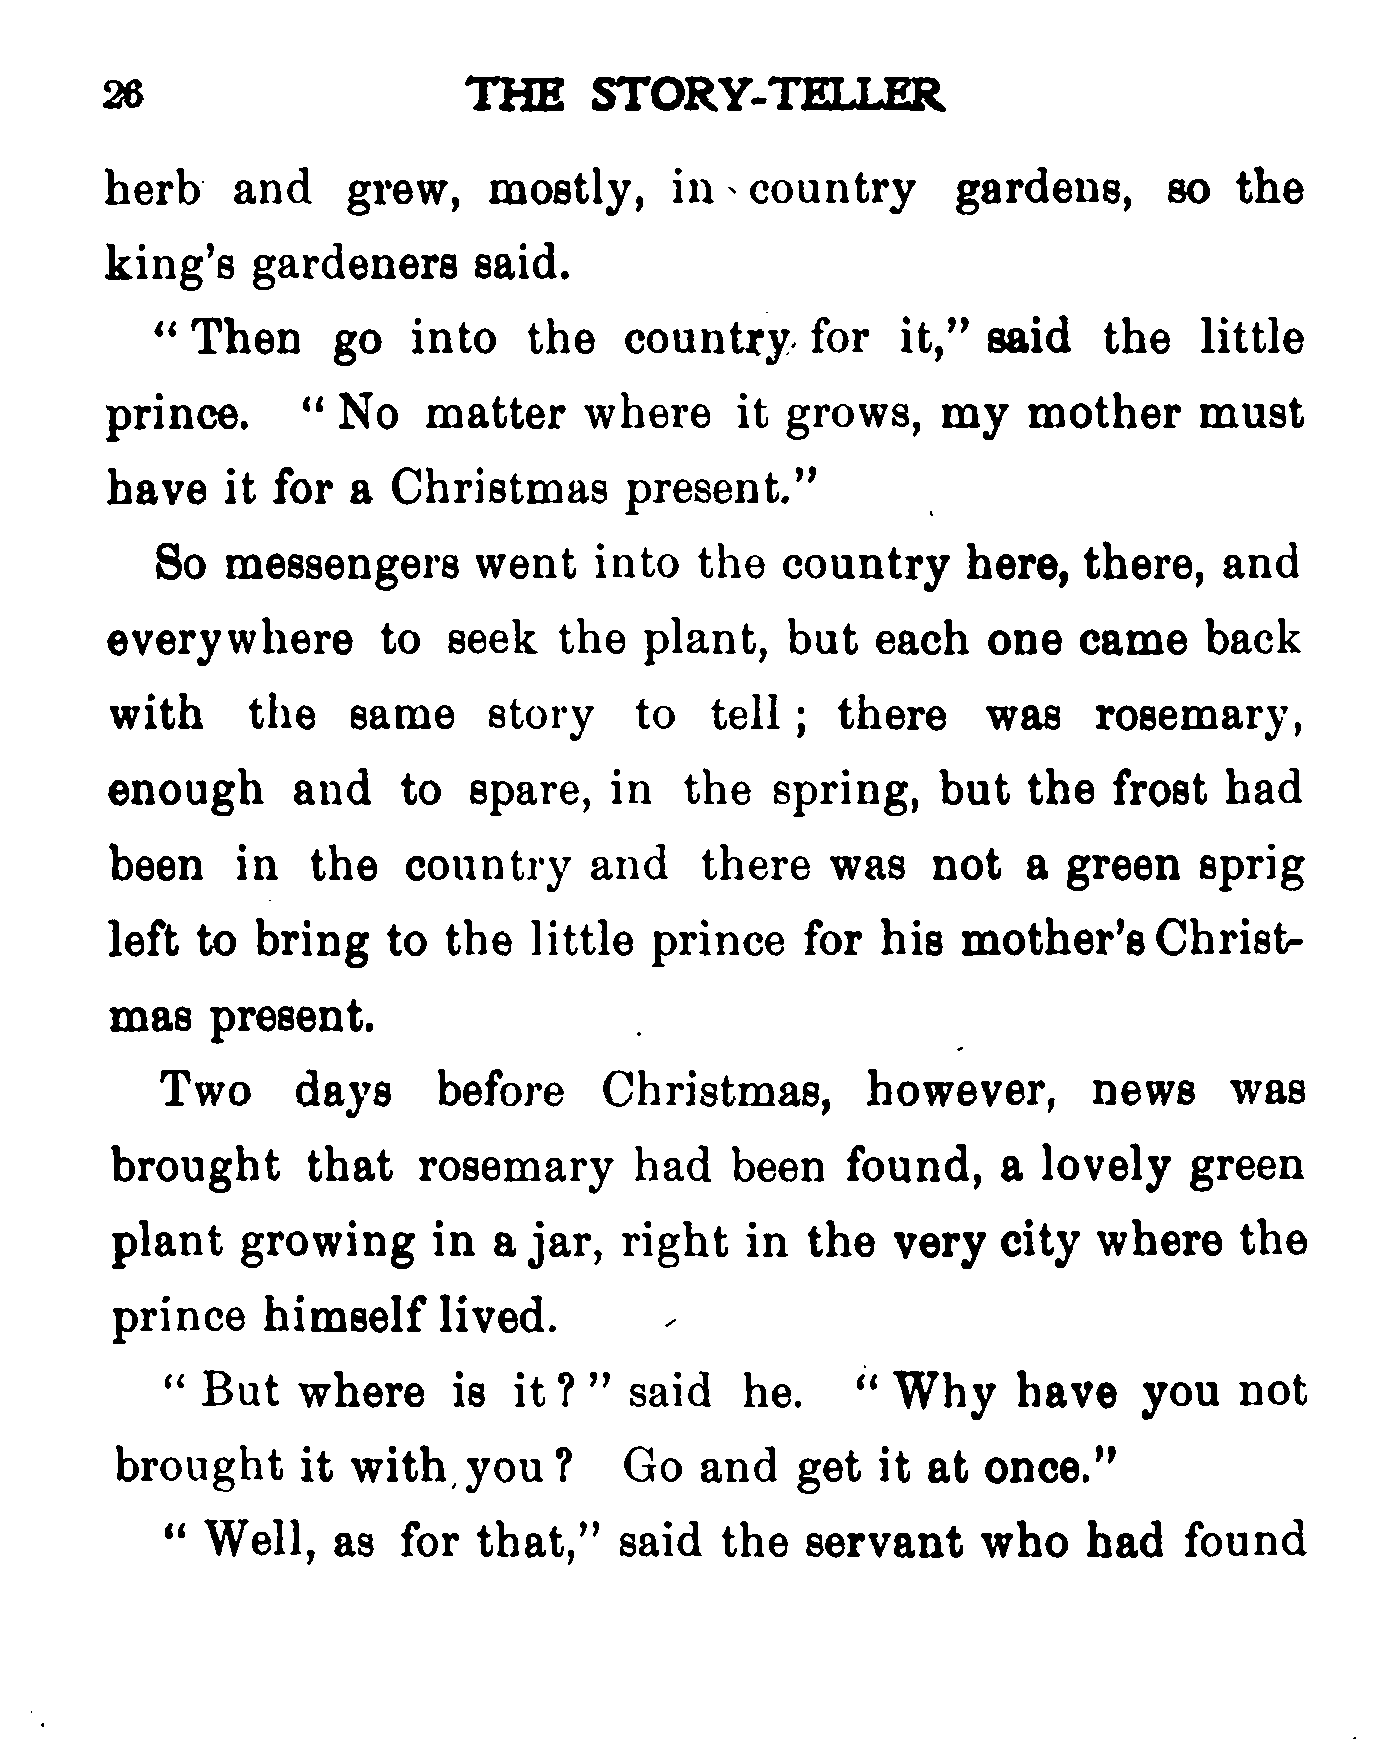 26 THE STORY-TELLER
herb and grew, mostly, in country gardens, so the
king's gardeners said.
" Then go into the country for it," said the little
prince. " No matter where it grows, my mother must
have it for a Christmas present."
So messengers went into the country here, there, and
everywhere to seek the plant, but each one came back
with the same story to tell ; there was rosemary,
enough and to spare, in the spring, but the frost had
been in the country and there was not a green sprig
left to bring to the little prince for his mother's Christ-
mas present.
Two days before Christmas, however, news was
brought that rosemary had been found, a lovely green
plant growing in a jar, right in the very city where the
prince himself lived.
" But where is it ? " said he. " Why have you not
brought it with you ? Go and get it at once."
" Well, as for that," said the servant who had found